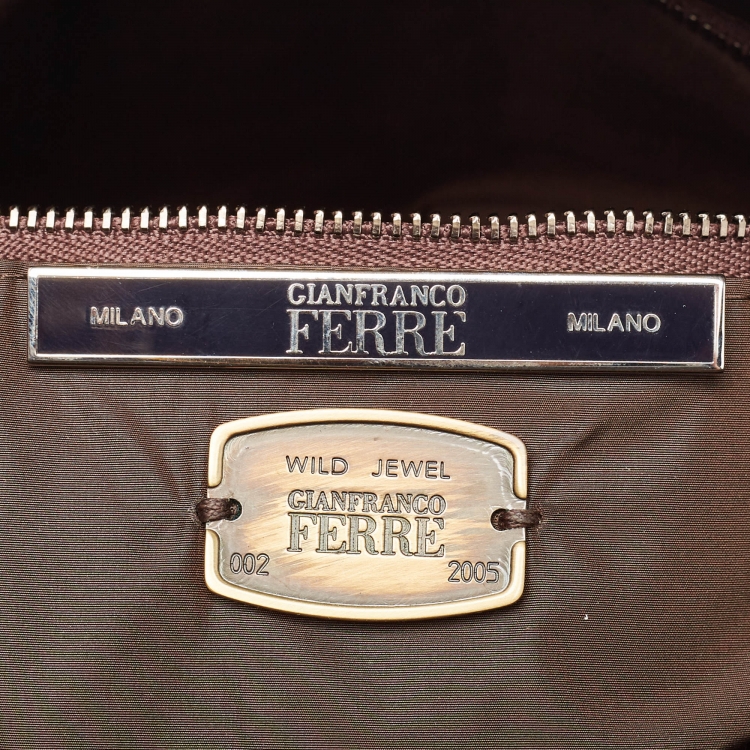 MILANO GIANFRANCO FERRE MILANO
WILD JEWEL
GIANFRANCO
FERRE
002 2005